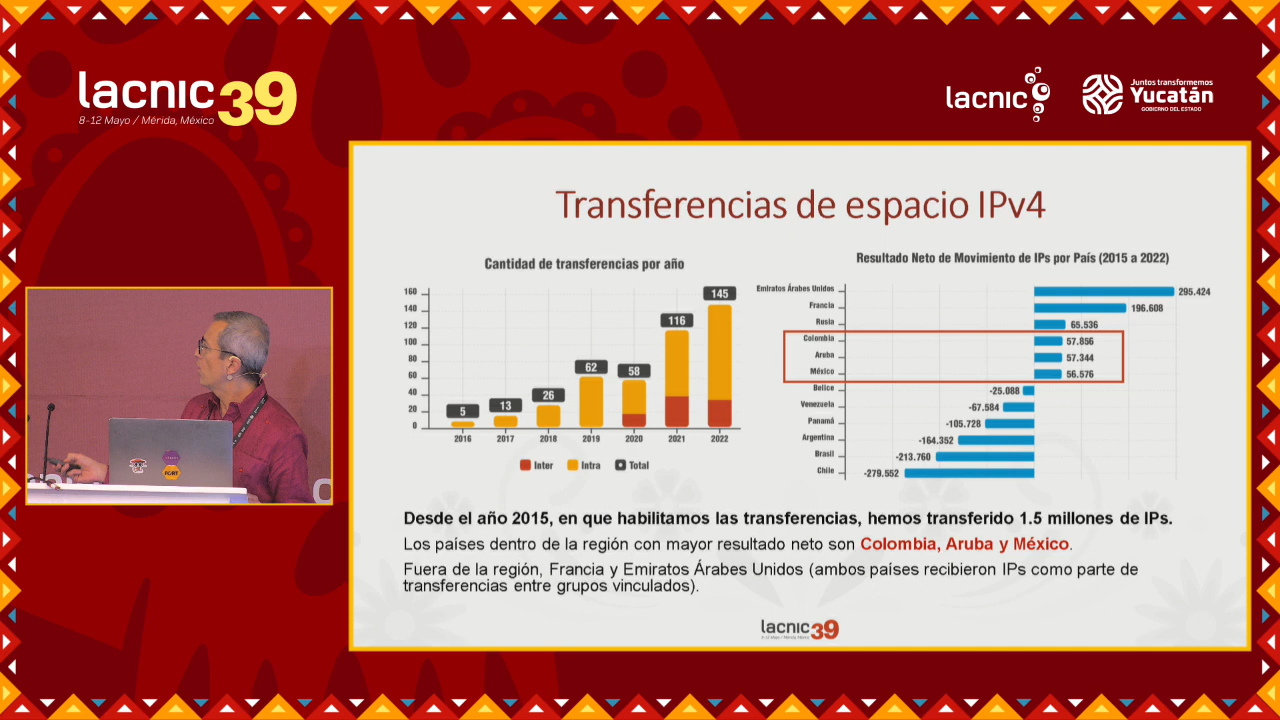 lacnic39
8-12 Mayo / Mérida, México
lacnic
Juntos transformemos
Yucatán
GOBIERNO DEL ESTADO
Transferencias de espacio IPv4
Cantidad de transferencias por año
160
140
120
100
80
60
40
20
0
5
13
26
62
58
116
145
2016 2017 2018 2019 2020 2021 2022
Inter Intra Total
Resultado Neto de Movimiento de IPs por País (2015 a 2022)
Emiratos Árabes Unidos 295.424
Francia 196.608
Rusia 65.536
Colombia 57.856
Aruba 57.344
México 56.576
Belice -25.088
Venezuela -67.584
Panamá -105.728
Argentina -164.352
Brasil -213.760
Chile -279.552
Desde el año 2015, en que habilitamos las transferencias, hemos transferido 1.5 millones de IPs.
Los países dentro de la región con mayor resultado neto son Colombia, Aruba y México.
Fuera de la región, Francia y Emiratos Árabes Unidos (ambos países recibieron IPs como parte de
transferencias entre grupos vinculados).
lacnic39
8-12 Mayo / Mérida, México
FORT